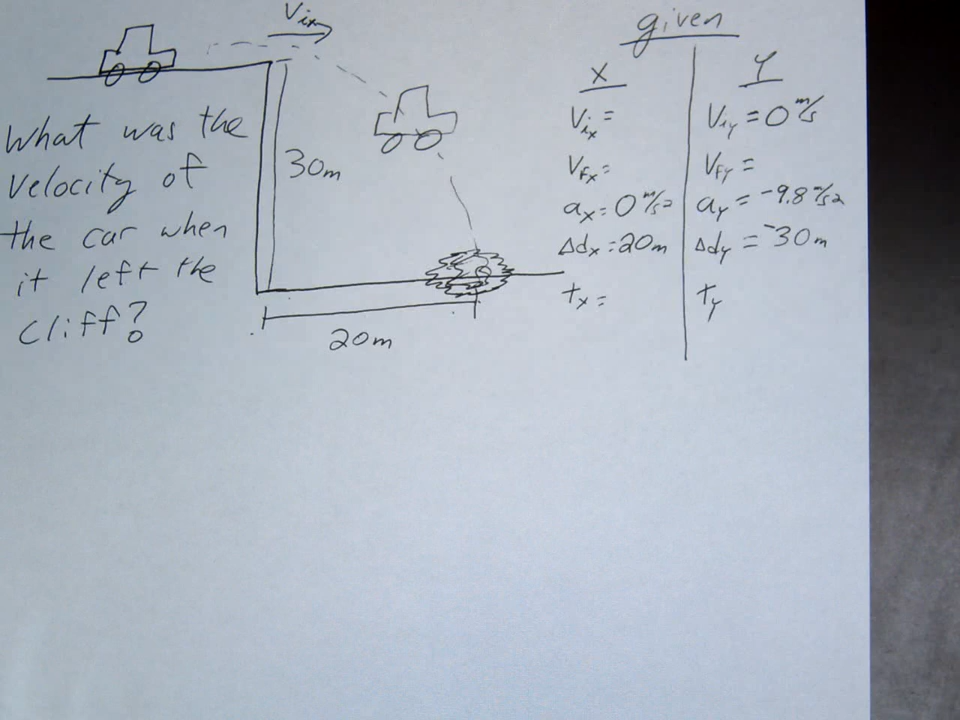 Vix
What was the
velocity of
the car when
it left the
cliff?
30m
20m
given
X
Vix =
Vfx =
ax = 0 m/s2
Δdx = 20m
tx =
Y
Viy = 0 m/s
Vfy =
ay = -9.8 m/s2
Δdy = -30m
ty